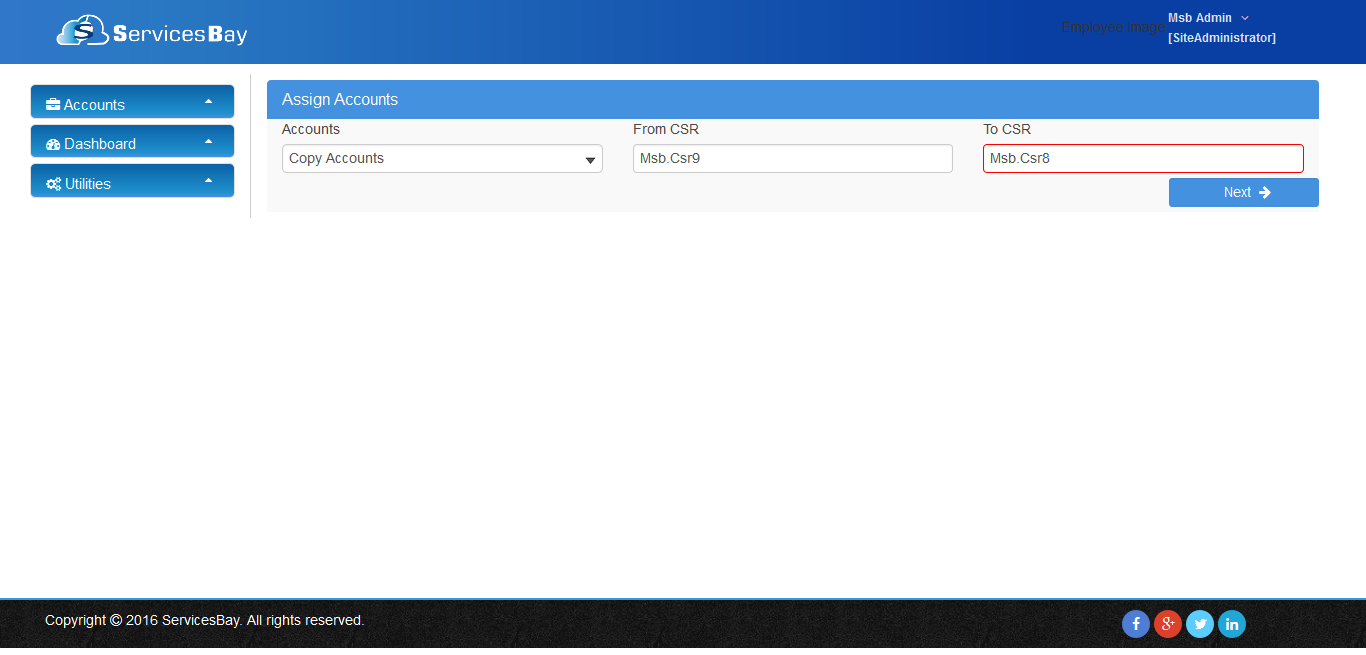 ServicesBay
Employee Image
Msb Admin
[SiteAdministrator]
Accounts
Dashboard
Utilities
Assign Accounts
Accounts From CSR To CSR
Copy Accounts Msb.Csr9 Msb.Csr8
Next
Copyright © 2016 ServicesBay. All rights reserved.